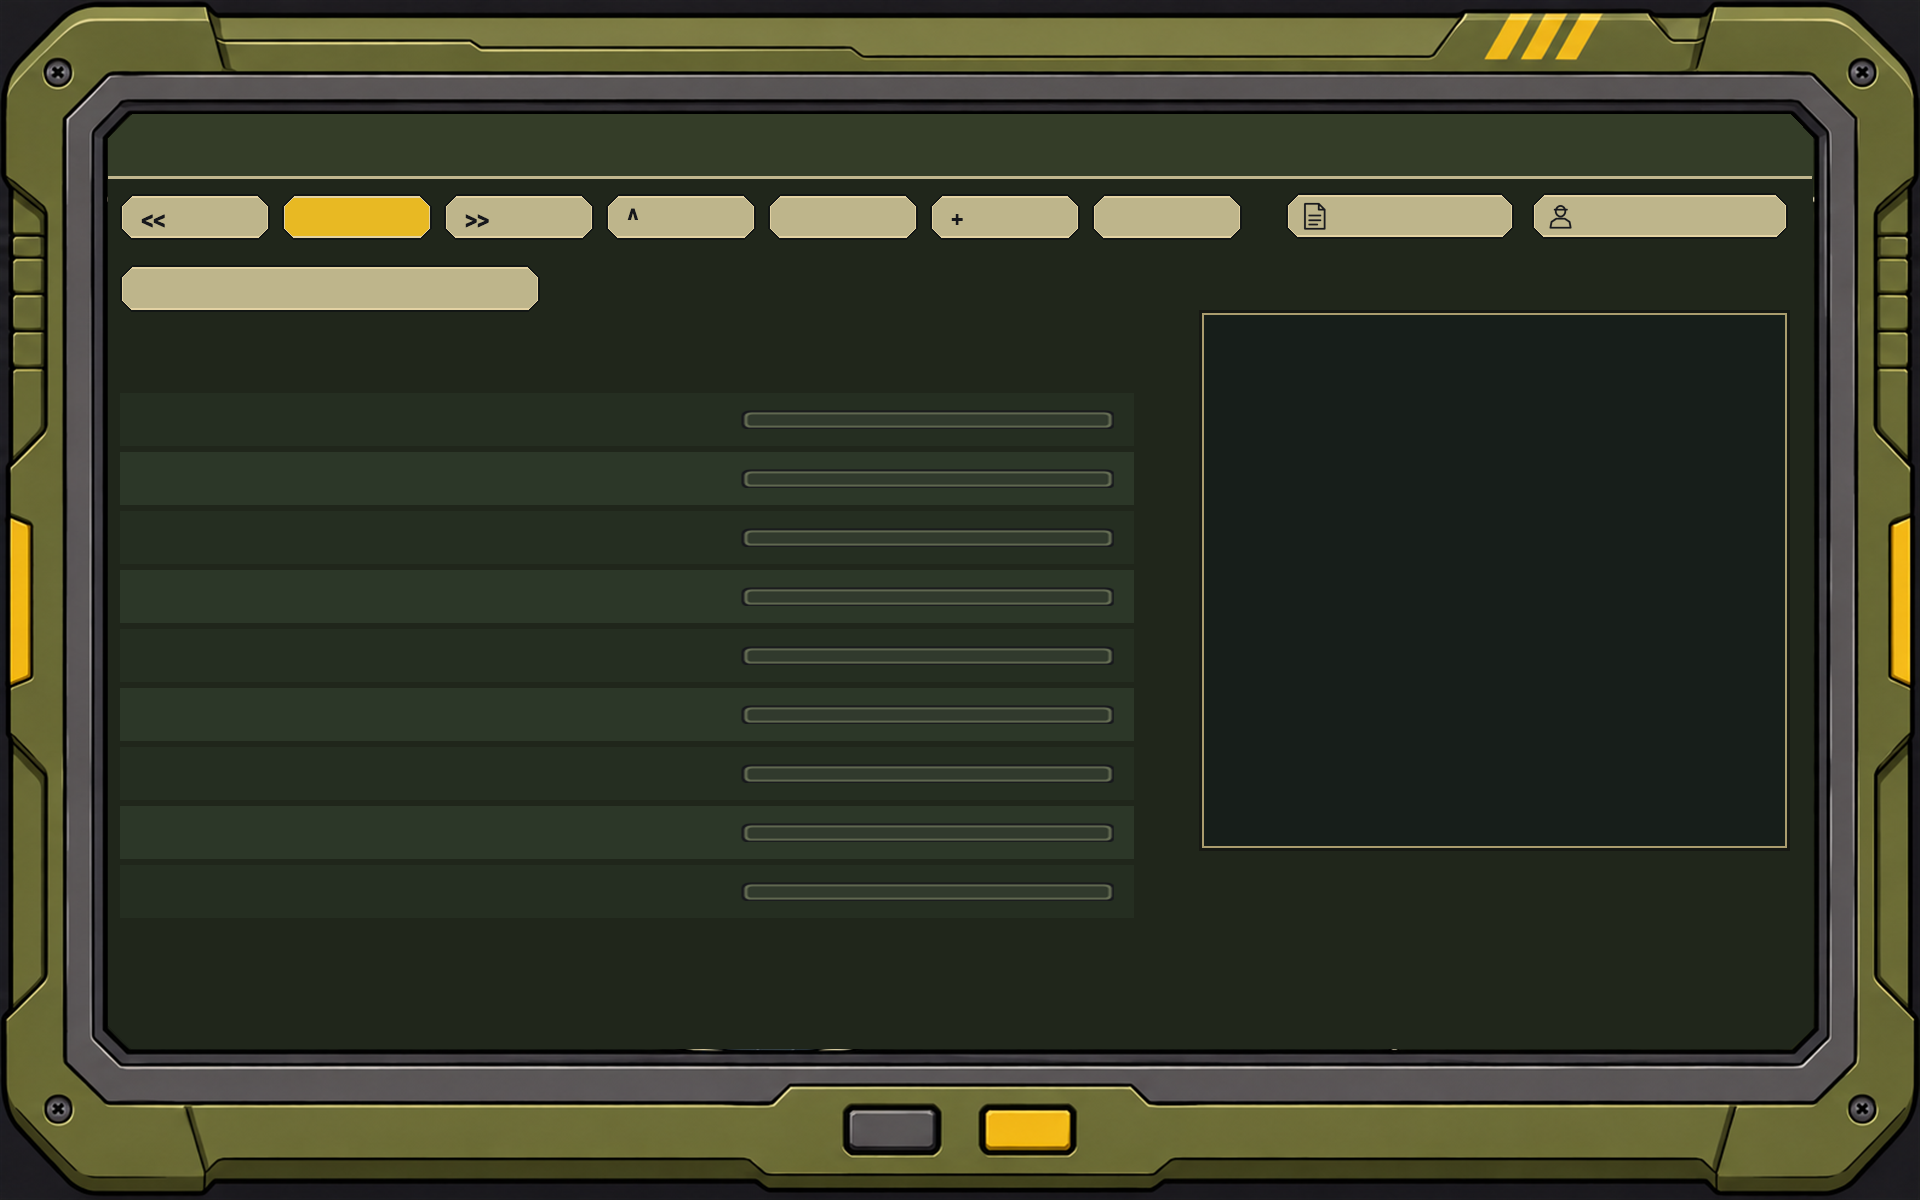 << >> ^ +